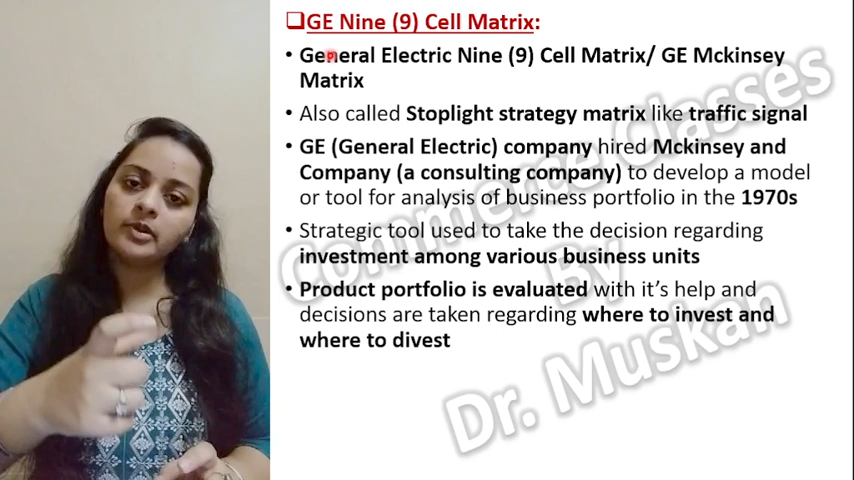 ❑GE Nine (9) Cell Matrix:
• General Electric Nine (9) Cell Matrix/ GE Mckinsey
Matrix
• Also called Stoplight strategy matrix like traffic signal
• GE (General Electric) company hired Mckinsey and
Company (a consulting company) to develop a model
or tool for analysis of business portfolio in the 1970s
• Strategic tool used to take the decision regarding
investment among various business units
• Product portfolio is evaluated with it's help and
decisions are taken regarding where to invest and
where to divest
Commerce Classes
By
Dr. Muskan